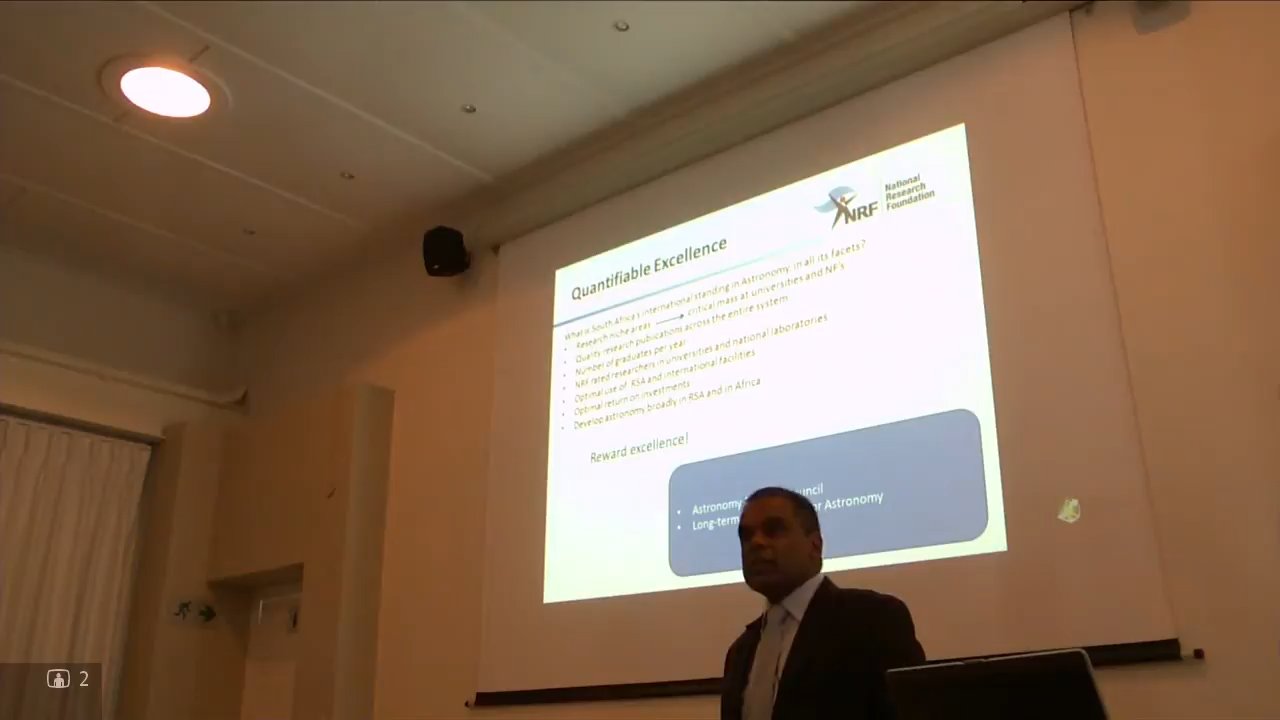 NRF
National
Research
Foundation
Quantifiable Excellence
What is South Africa's international standing in Astronomy, in all its facets?
• Research niche areas → critical mass at universities and NF's
• Quality research publications across the entire system
• Number of graduates per year
• NRF rated researchers in universities and national laboratories
• Optimal use of RSA and international facilities
• Optimal return on investments
• Develop astronomy broadly in RSA and in Africa
Reward excellence!
• Astronomy
• Long-term Astronomy
2